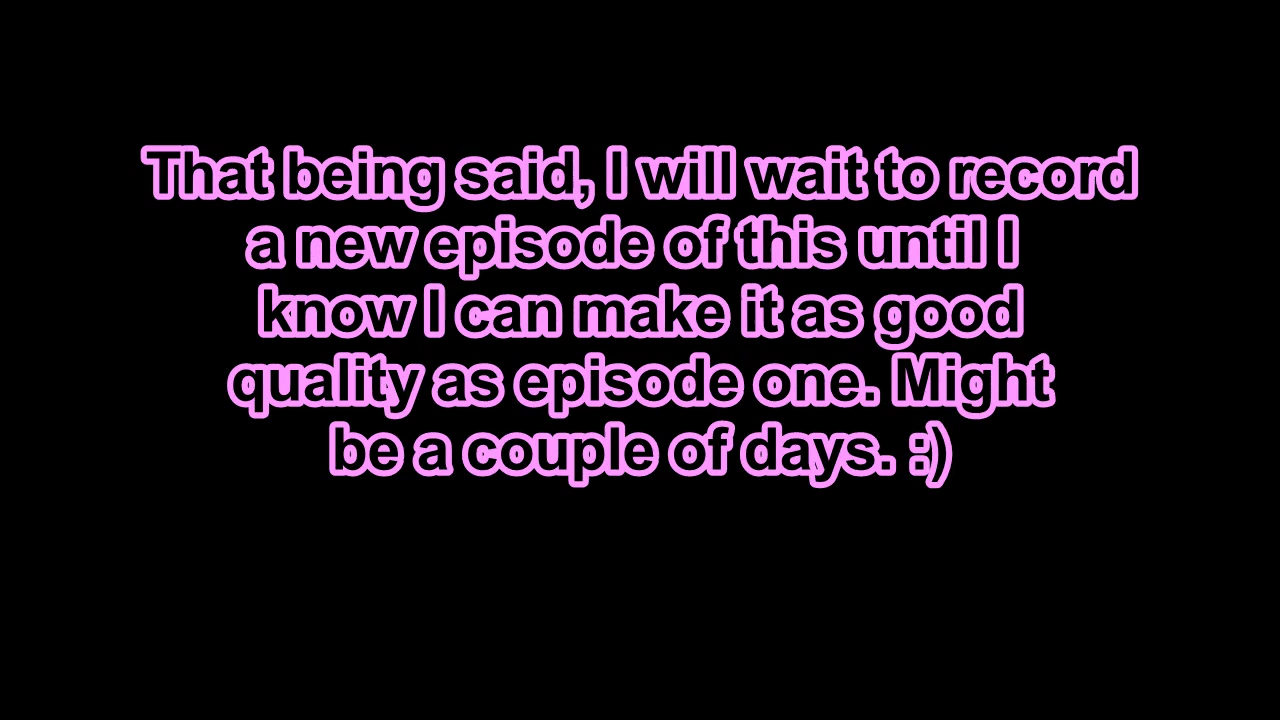 That being said, I will wait to record
a new episode of this until I
know I can make it as good
quality as episode one. Might
be a couple of days. :)